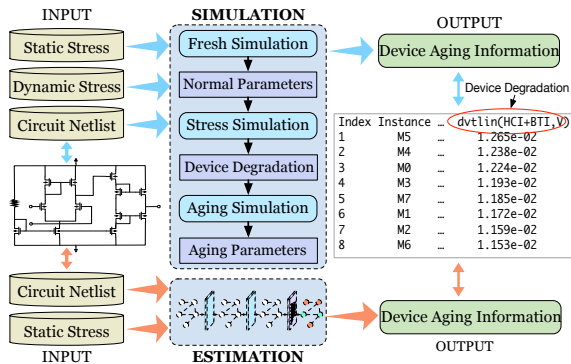 INPUT
SIMULATION
OUTPUT
Static Stress
Dynamic Stress
Circuit Netlist
Fresh Simulation
Normal Parameters
Stress Simulation
Device Degradation
Aging Simulation
Aging Parameters
Device Aging Information
Device Degradation
Index Instance … dvtlin(HCI+BTI,V)
1 M5 … 1.265e-02
2 M4 … 1.238e-02
3 M0 … 1.224e-02
4 M3 … 1.193e-02
5 M7 … 1.185e-02
6 M1 … 1.172e-02
7 M2 … 1.159e-02
8 M6 … 1.153e-02
Circuit Netlist
Static Stress
Device Aging Information
INPUT
ESTIMATION
OUTPUT